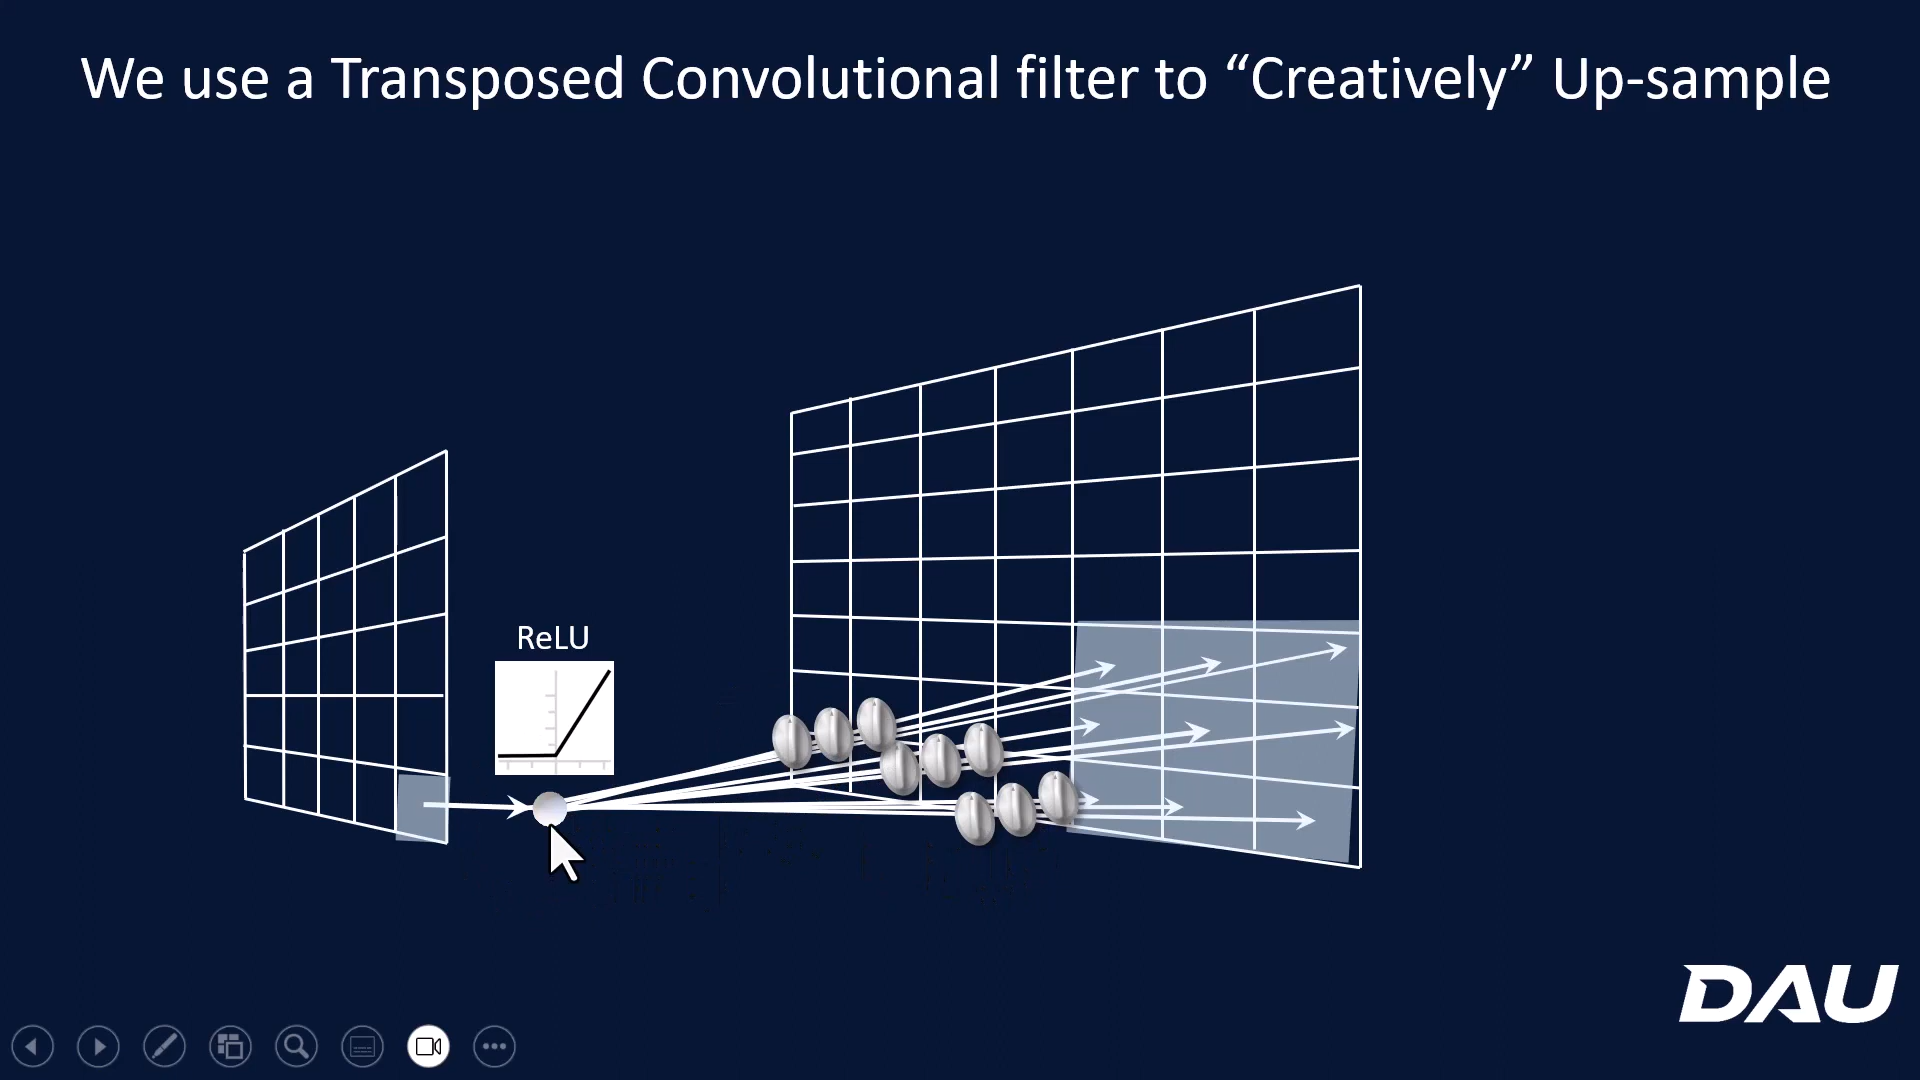 We use a Transposed Convolutional filter to “Creatively” Up-sample
ReLU
DAU